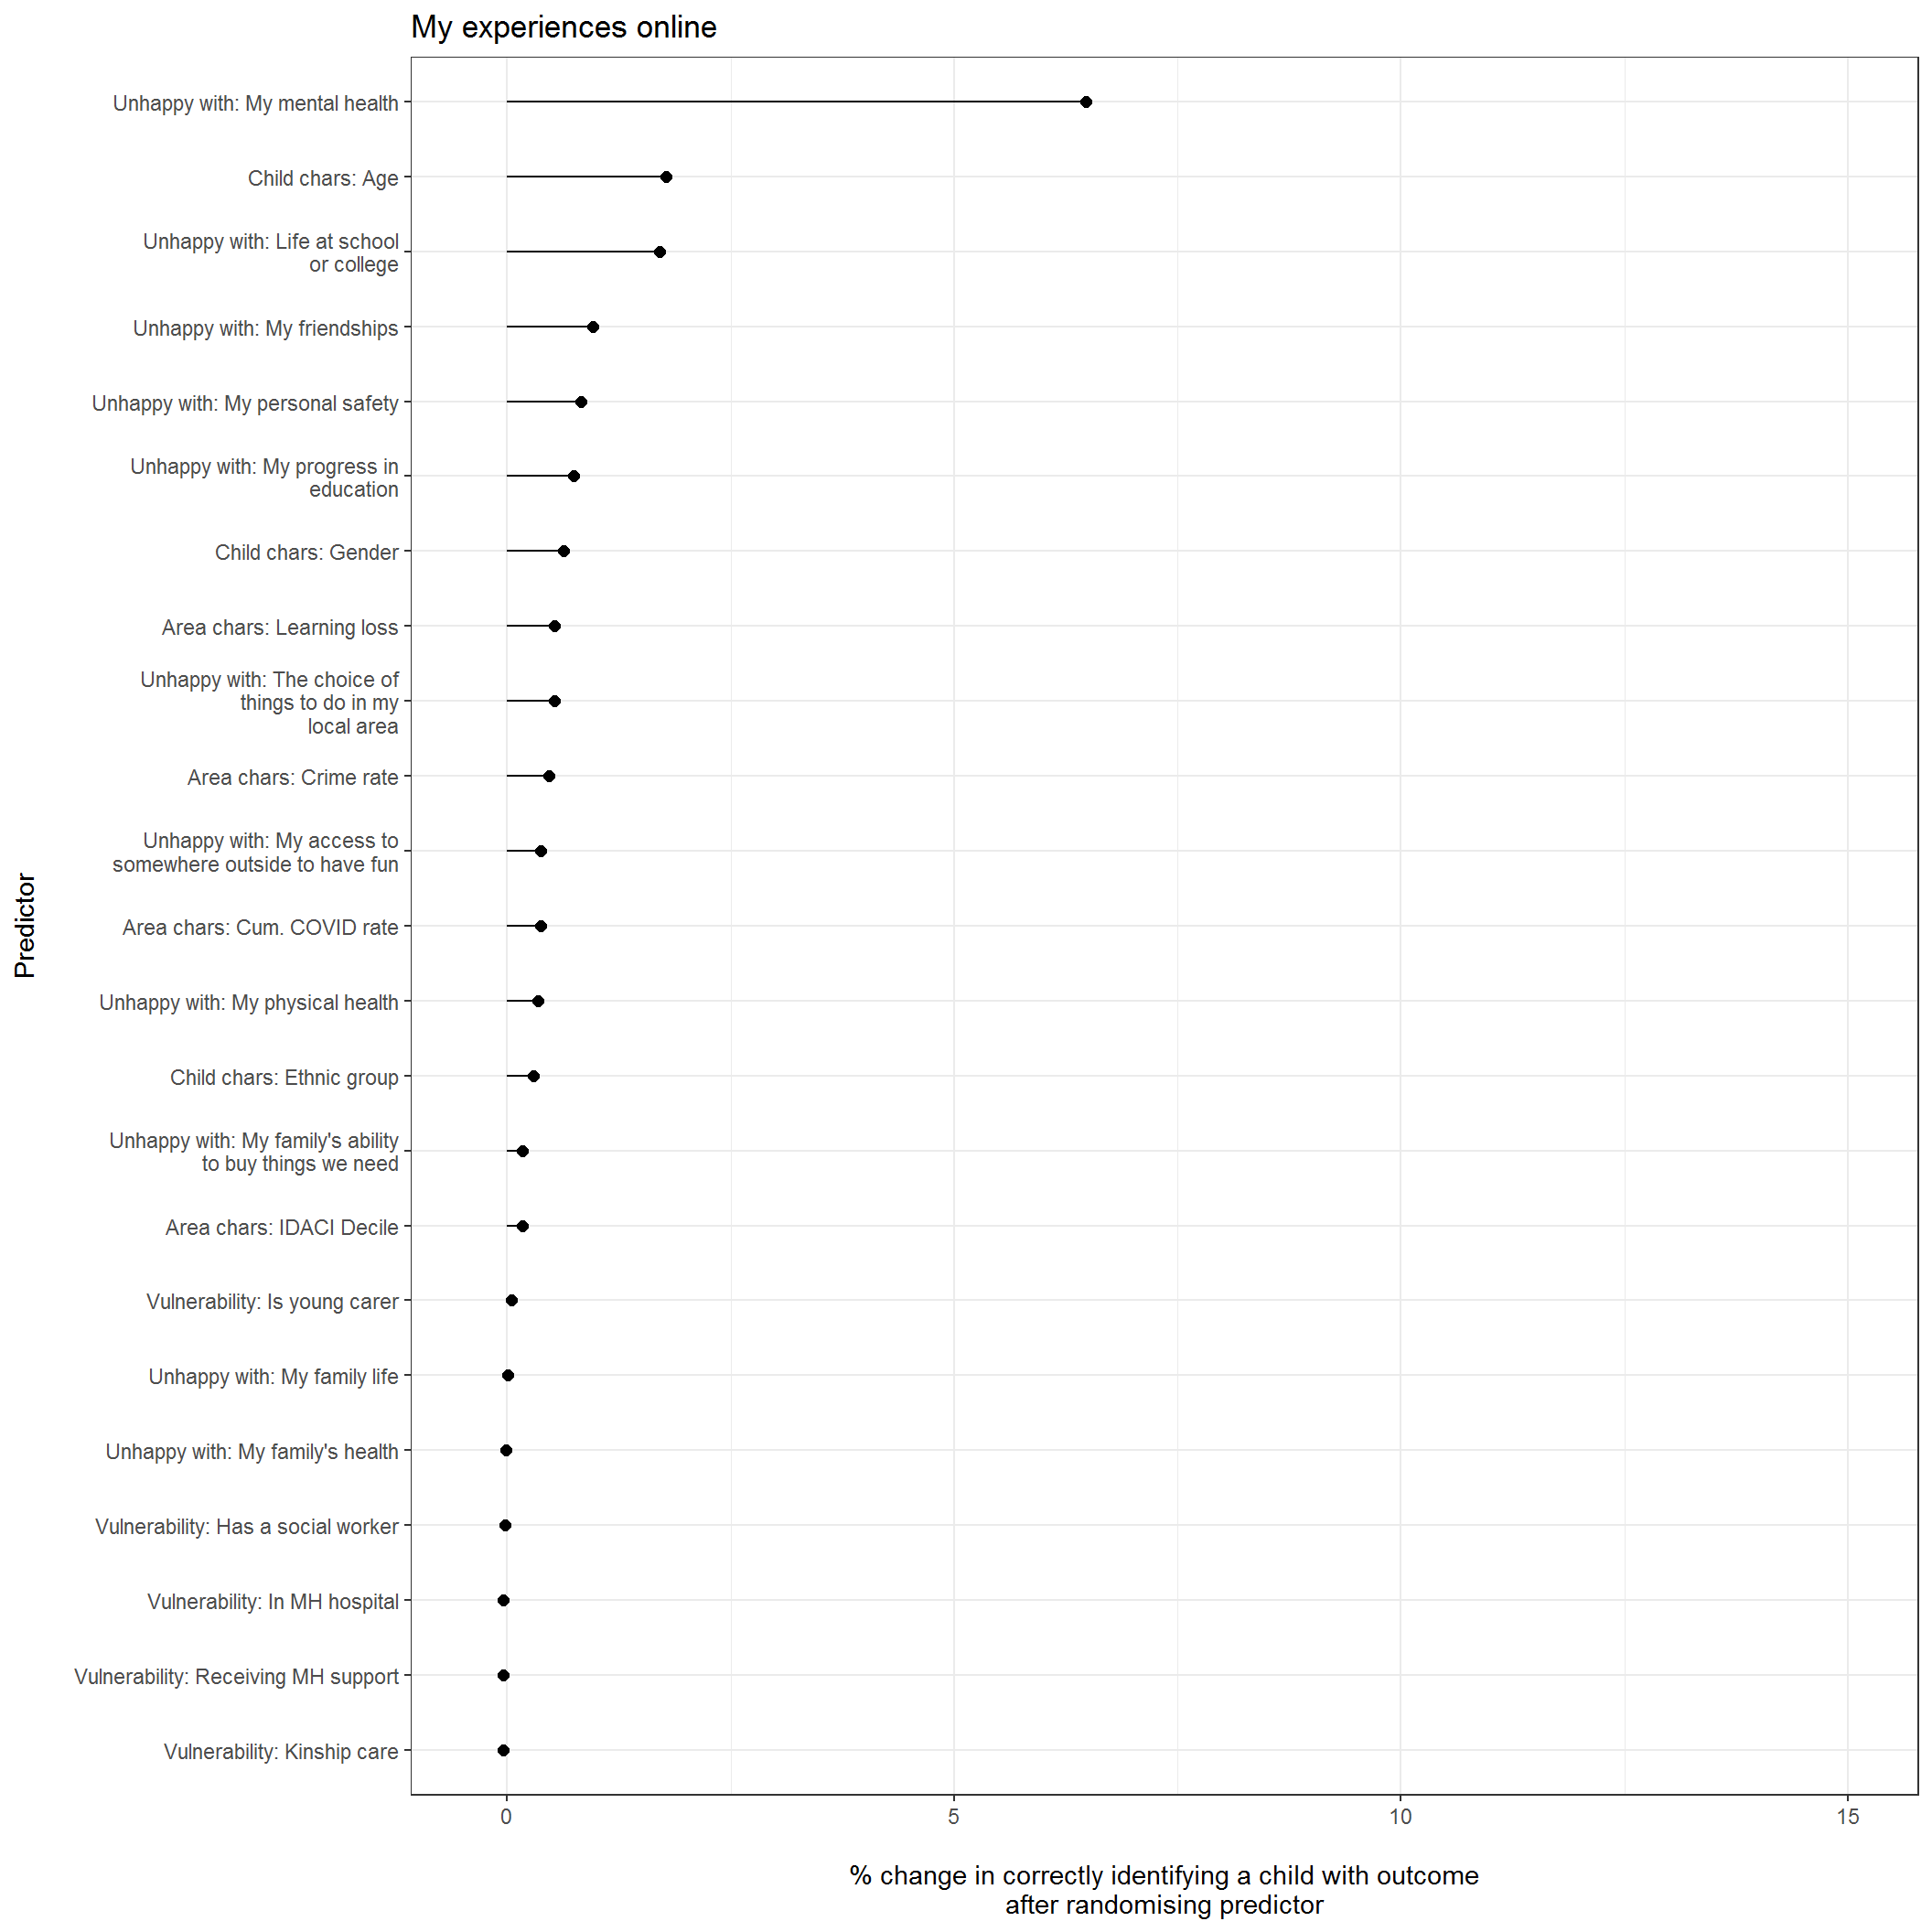 My experiences online
Unhappy with: My mental health
Child chars: Age
Unhappy with: Life at school
or college
Unhappy with: My friendships
Unhappy with: My personal safety
Unhappy with: My progress in
education
Child chars: Gender
Area chars: Learning loss
Unhappy with: The choice of
things to do in my
local area
Area chars: Crime rate
Unhappy with: My access to
somewhere outside to have fun
Area chars: Cum. COVID rate
Unhappy with: My physical health
Child chars: Ethnic group
Unhappy with: My family's ability
to buy things we need
Area chars: IDACI Decile
Vulnerability: Is young carer
Unhappy with: My family life
Unhappy with: My family's health
Vulnerability: Has a social worker
Vulnerability: In MH hospital
Vulnerability: Receiving MH support
Vulnerability: Kinship care
Predictor
0 5 10 15
% change in correctly identifying a child with outcome
after randomising predictor